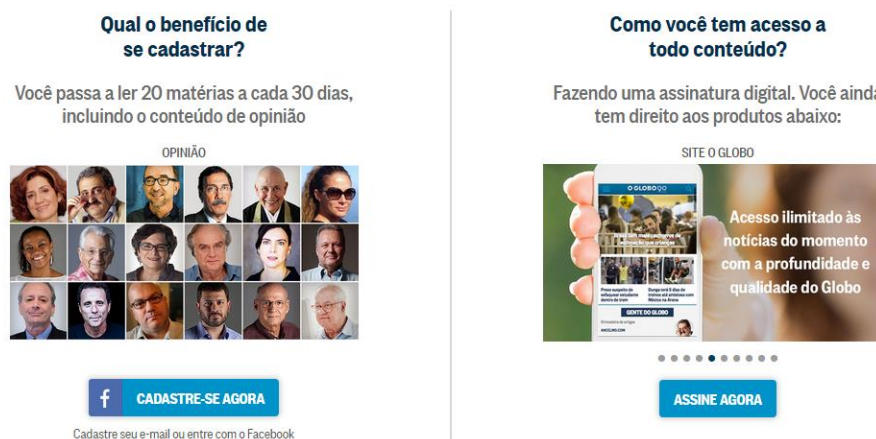 Qual o benefício de
se cadastrar?
Você passa a ler 20 matérias a cada 30 dias,
incluindo o conteúdo de opinião
OPINIÃO
CADASTRE-SE AGORA
Cadastre seu e-mail ou entre com o Facebook
Como você tem acesso a
todo conteúdo?
Fazendo uma assinatura digital. Você ainda
tem direito aos produtos abaixo:
SITE O GLOBO
O GLOBO
GENTE DO GLOBO
ANCELMO.COM
Acesso ilimitado às
notícias do momento
com a profundidade e
qualidade do Globo
ASSINE AGORA